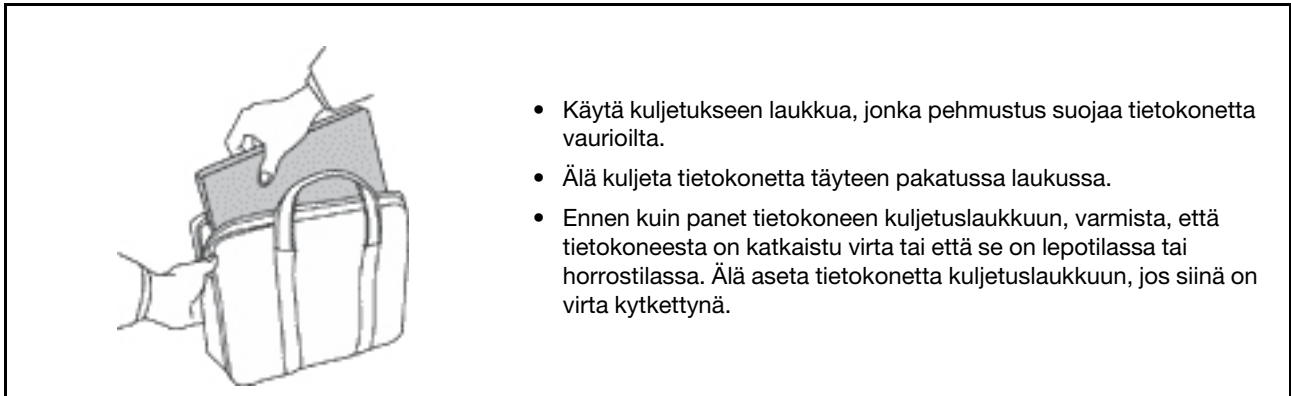 • Käytä kuljetukseen laukkua, jonka pehmustus suojaa tietokonetta
vaurioilta.
• Älä kuljeta tietokonetta täyteen pakatussa laukussa.
• Ennen kuin panet tietokoneen kuljetuslaukkuun, varmista, että
tietokoneesta on katkaistu virta tai että se on lepotilassa tai
horrostilassa. Älä aseta tietokonetta kuljetuslaukkuun, jos siinä on
virta kytkettynä.